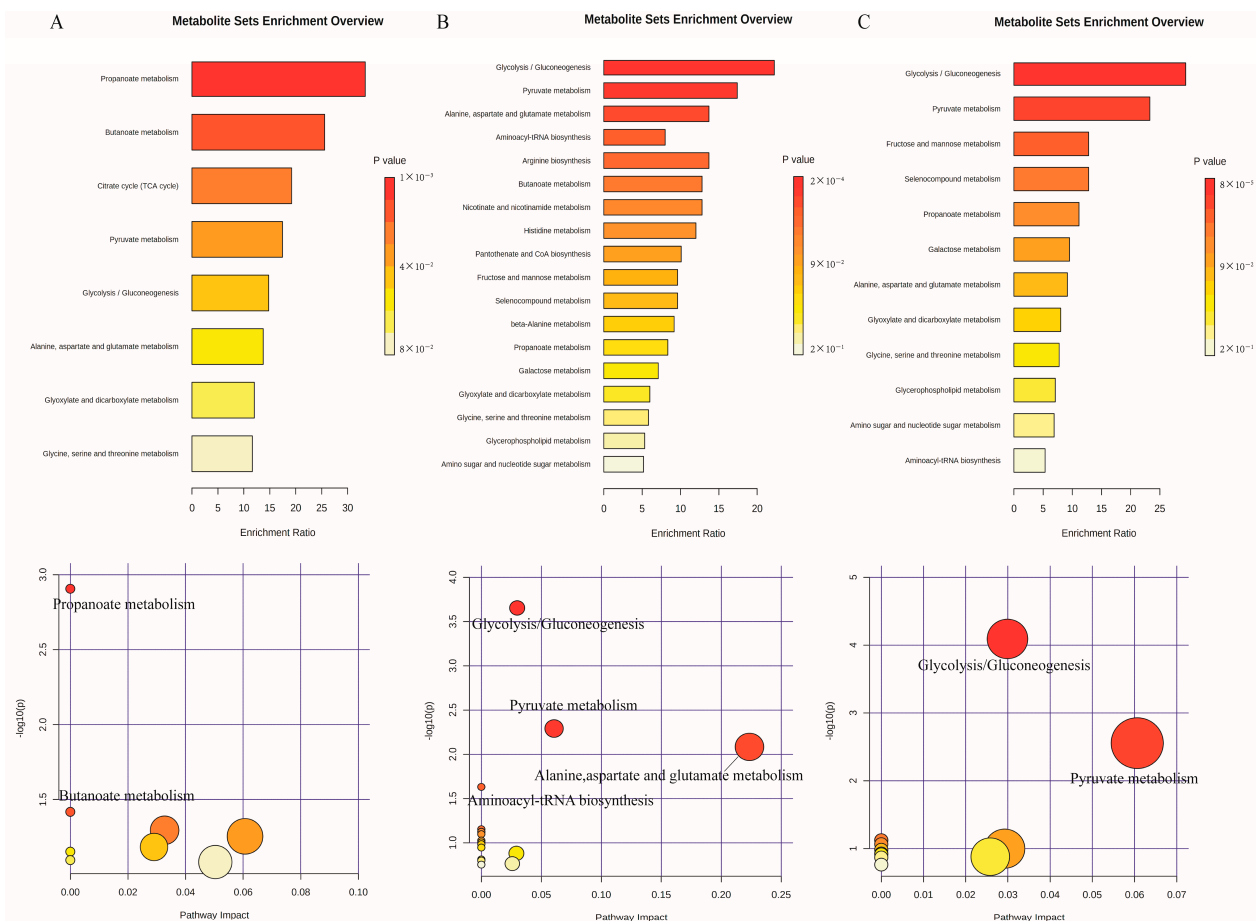 A
Metabolite Sets Enrichment Overview
Propanoate metabolism
Butanoate metabolism
Citrate cycle (TCA cycle)
Pyruvate metabolism
Glycolysis / Gluconeogenesis
Alanine, aspartate and glutamate metabolism
Glyoxylate and dicarboxylate metabolism
Glycine, serine and threonine metabolism
0 5 10 15 20 25 30
Enrichment Ratio
P value
1×10⁻³
4×10⁻²
8×10⁻²
B
Metabolite Sets Enrichment Overview
Glycolysis / Gluconeogenesis
Pyruvate metabolism
Alanine, aspartate and glutamate metabolism
Aminoacyl-tRNA biosynthesis
Arginine biosynthesis
Butanoate metabolism
Nicotinate and nicotinamide metabolism
Histidine metabolism
Pantothenate and CoA biosynthesis
Fructose and mannose metabolism
Selenocompound metabolism
beta-Alanine metabolism
Propanoate metabolism
Galactose metabolism
Glyoxylate and dicarboxylate metabolism
Glycine, serine and threonine metabolism
Glycerophospholipid metabolism
Amino sugar and nucleotide sugar metabolism
0 5 10 15 20
Enrichment Ratio
P value
2×10⁻⁴
9×10⁻²
2×10⁻¹
C
Metabolite Sets Enrichment Overview
Glycolysis / Gluconeogenesis
Pyruvate metabolism
Fructose and mannose metabolism
Selenocompound metabolism
Propanoate metabolism
Galactose metabolism
Alanine, aspartate and glutamate metabolism
Glyoxylate and dicarboxylate metabolism
Glycine, serine and threonine metabolism
Glycerophospholipid metabolism
Amino sugar and nucleotide sugar metabolism
Aminoacyl-tRNA biosynthesis
0 5 10 15 20 25
Enrichment Ratio
P value
8×10⁻⁵
9×10⁻²
2×10⁻¹
3.0
2.5
2.0
1.5
-log10(p)
Propanoate metabolism
Butanoate metabolism
0.00 0.02 0.04 0.06 0.08 0.10
Pathway Impact
4.0
3.5
3.0
2.5
2.0
1.5
1.0
-log10(p)
Glycolysis/Gluconeogenesis
Pyruvate metabolism
Alanine,aspartate and glutamate metabolism
Aminoacyl-tRNA biosynthesis
0.00 0.05 0.10 0.15 0.20 0.25
Pathway Impact
5
4
3
2
1
-log10(p)
Glycolysis/Gluconeogenesis
Pyruvate metabolism
0.00 0.01 0.02 0.03 0.04 0.05 0.06 0.07
Pathway Impact